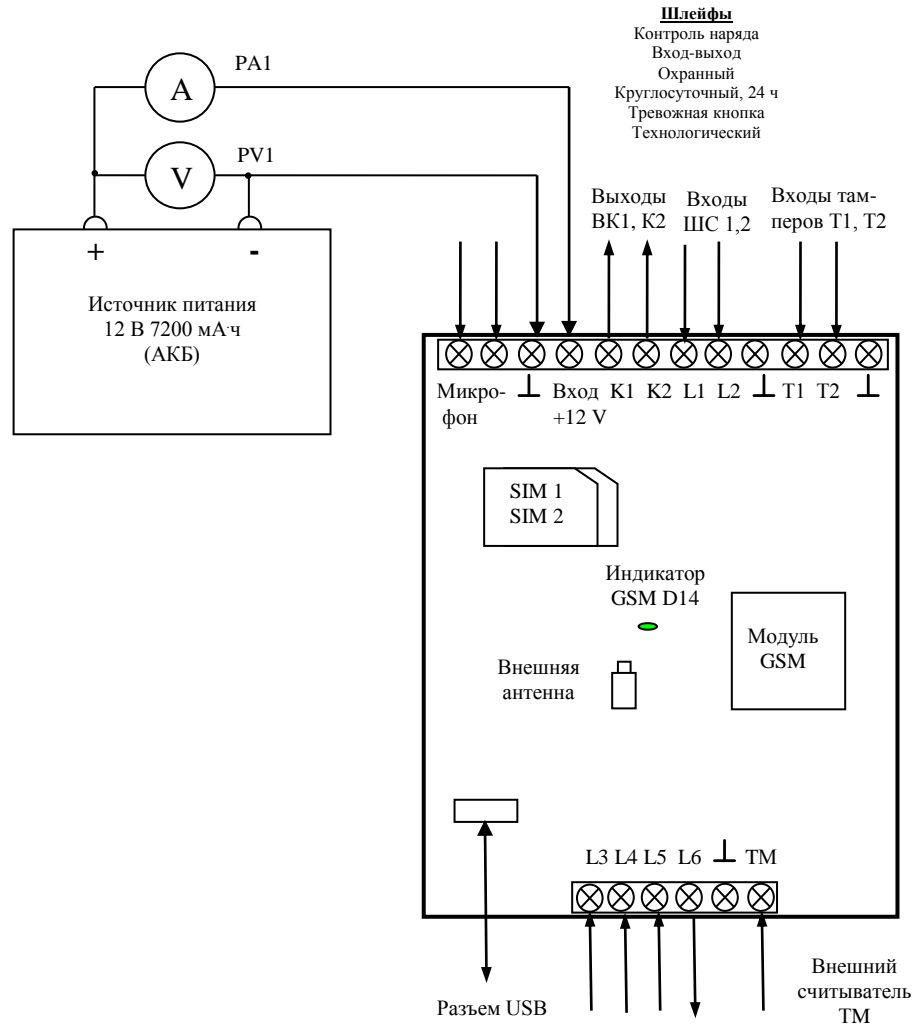 Шлейфы
Контроль наряда
Вход-выход
Охранный
Круглосуточный, 24 ч
Тревожная кнопка
Технологический
PA1
A
PV1
V
Выходы
ВК1, К2
Входы
ШС 1,2
Входы там-
перов Т1, Т2
+
-
Источник питания
12 В 7200 мА·ч
(АКБ)
Микро-
фон
Вход
+12 V
K1
K2
L1
L2
T1
T2
SIM 1
SIM 2
Индикатор
GSM D14
Модуль
GSM
Внешняя
антенна
L3 L4 L5 L6
TM
Разъем USB
Внешний
считыватель
ТМ